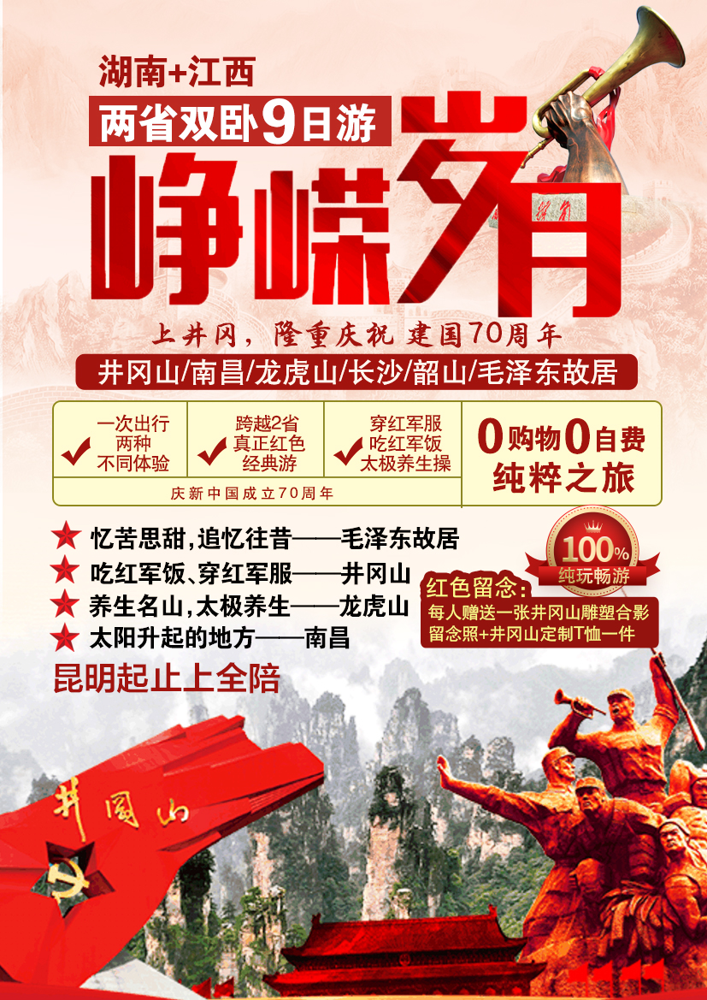 湖南+江西
两省双卧9日游
峥嵘岁月
上井冈，隆重庆祝 建国70周年
井冈山/南昌/龙虎山/长沙/韶山/毛泽东故居
一次出行
两种
不同体验
跨越2省
真正红色
经典游
穿红军服
吃红军饭
太极养生操
庆新中国成立70周年
0购物0自费
纯粹之旅
忆苦思甜,追忆往昔——毛泽东故居
吃红军饭、穿红军服——井冈山
养生名山,太极养生——龙虎山
太阳升起的地方——南昌
100%
纯玩畅游
红色留念：
每人赠送一张井冈山雕塑合影
留念照+井冈山定制T恤一件
昆明起止上全陪
井冈山